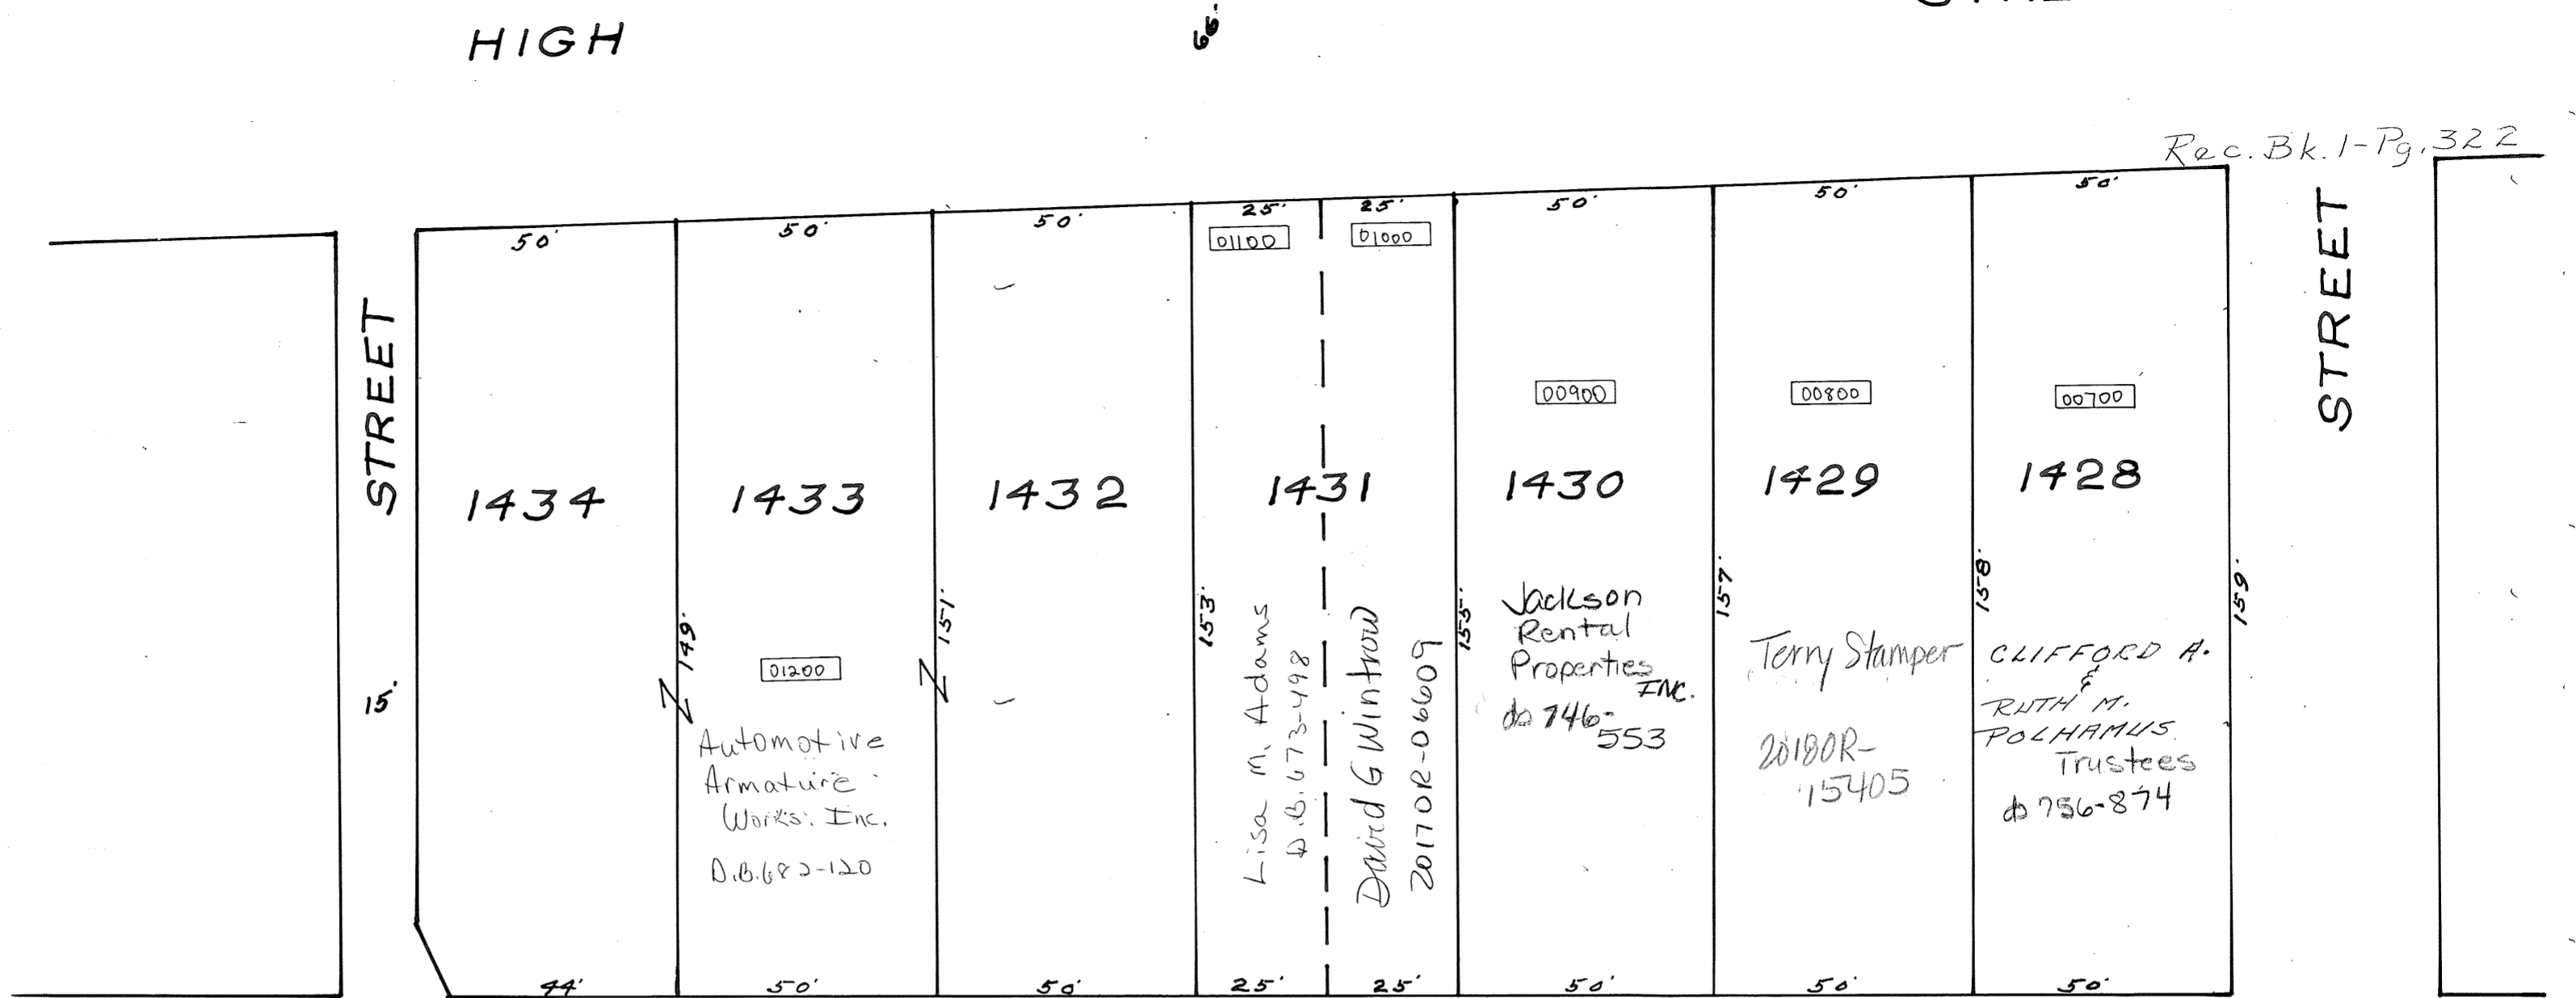 HIGH
66'
Rec. Bk. 1-Pg. 322
50'
50'
50'
25'
25'
50'
50'
50'
01100
01000
STREET
STREET
00900
00800
00700
1434
1433
1432
1431
1430
1429
1428
149'
151'
153'
155'
157'
158'
159'
15'
01200
Automotive
Armature
Works: Inc.
D.B. 682-120
Lisa M. Adams
D.B. 673-498
David G Wintrow
2017OR-06609
Jackson
Rental
Properties
INC.
db 746-
553
Terry Stamper
2018OR-
15405
CLIFFORD A.
&
RUTH M.
POLHAMUS.
Trustees
db 756-874
44'
50'
50'
25'
25'
50'
50'
50'